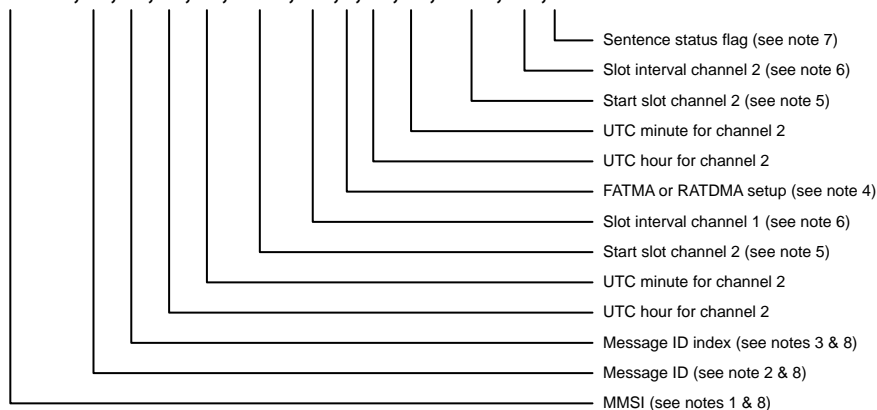 Sentence status flag (see note 7)
Slot interval channel 2 (see note 6)
Start slot channel 2 (see note 5)
UTC minute for channel 2
UTC hour for channel 2
FATMA or RATDMA setup (see note 4)
Slot interval channel 1 (see note 6)
Start slot channel 2 (see note 5)
UTC minute for channel 2
UTC hour for channel 2
Message ID index (see notes 3 & 8)
Message ID (see note 2 & 8)
MMSI (see notes 1 & 8)